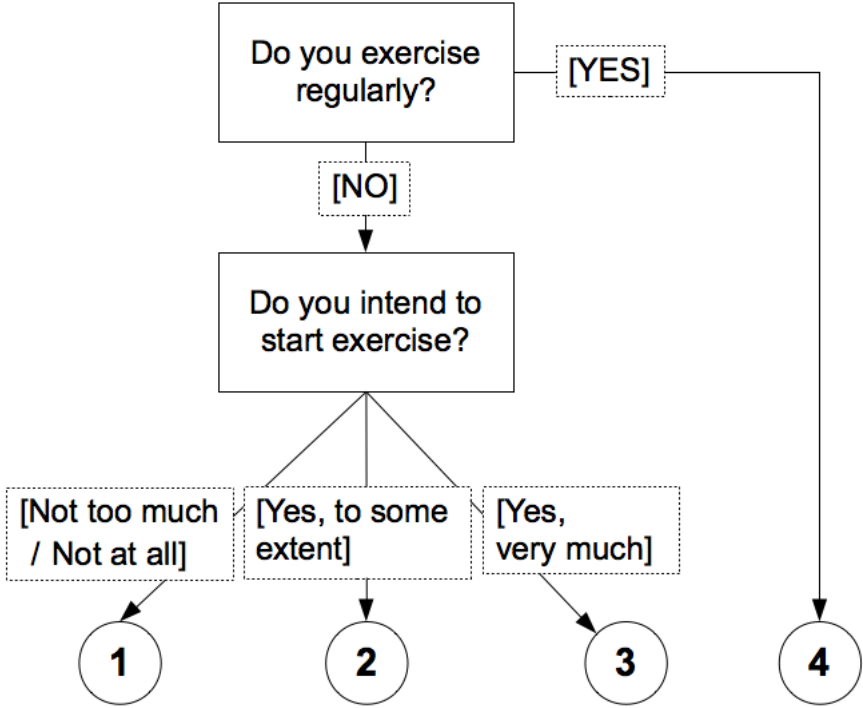 Do you exercise
regularly?
[YES]
[NO]
Do you intend to
start exercise?
[Not too much
/ Not at all]
[Yes, to some
extent]
[Yes,
very much]
1
2
3
4